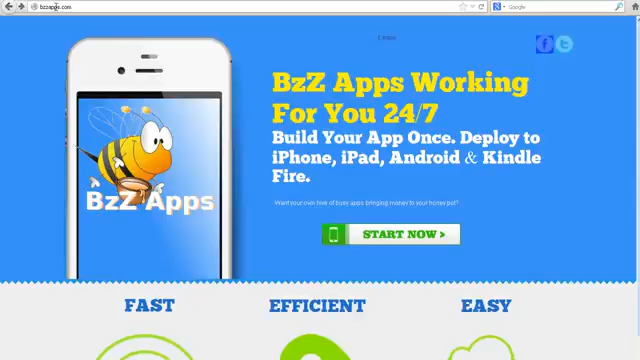 bzzapps.com
Google
BzZ Apps Working
For You 24/7
Build Your App Once. Deploy to
iPhone, iPad, Android & Kindle
Fire.
Want your own hive of busy apps bringing money to your honey pot?
START NOW >
BzZ Apps
FAST
EFFICIENT
EASY